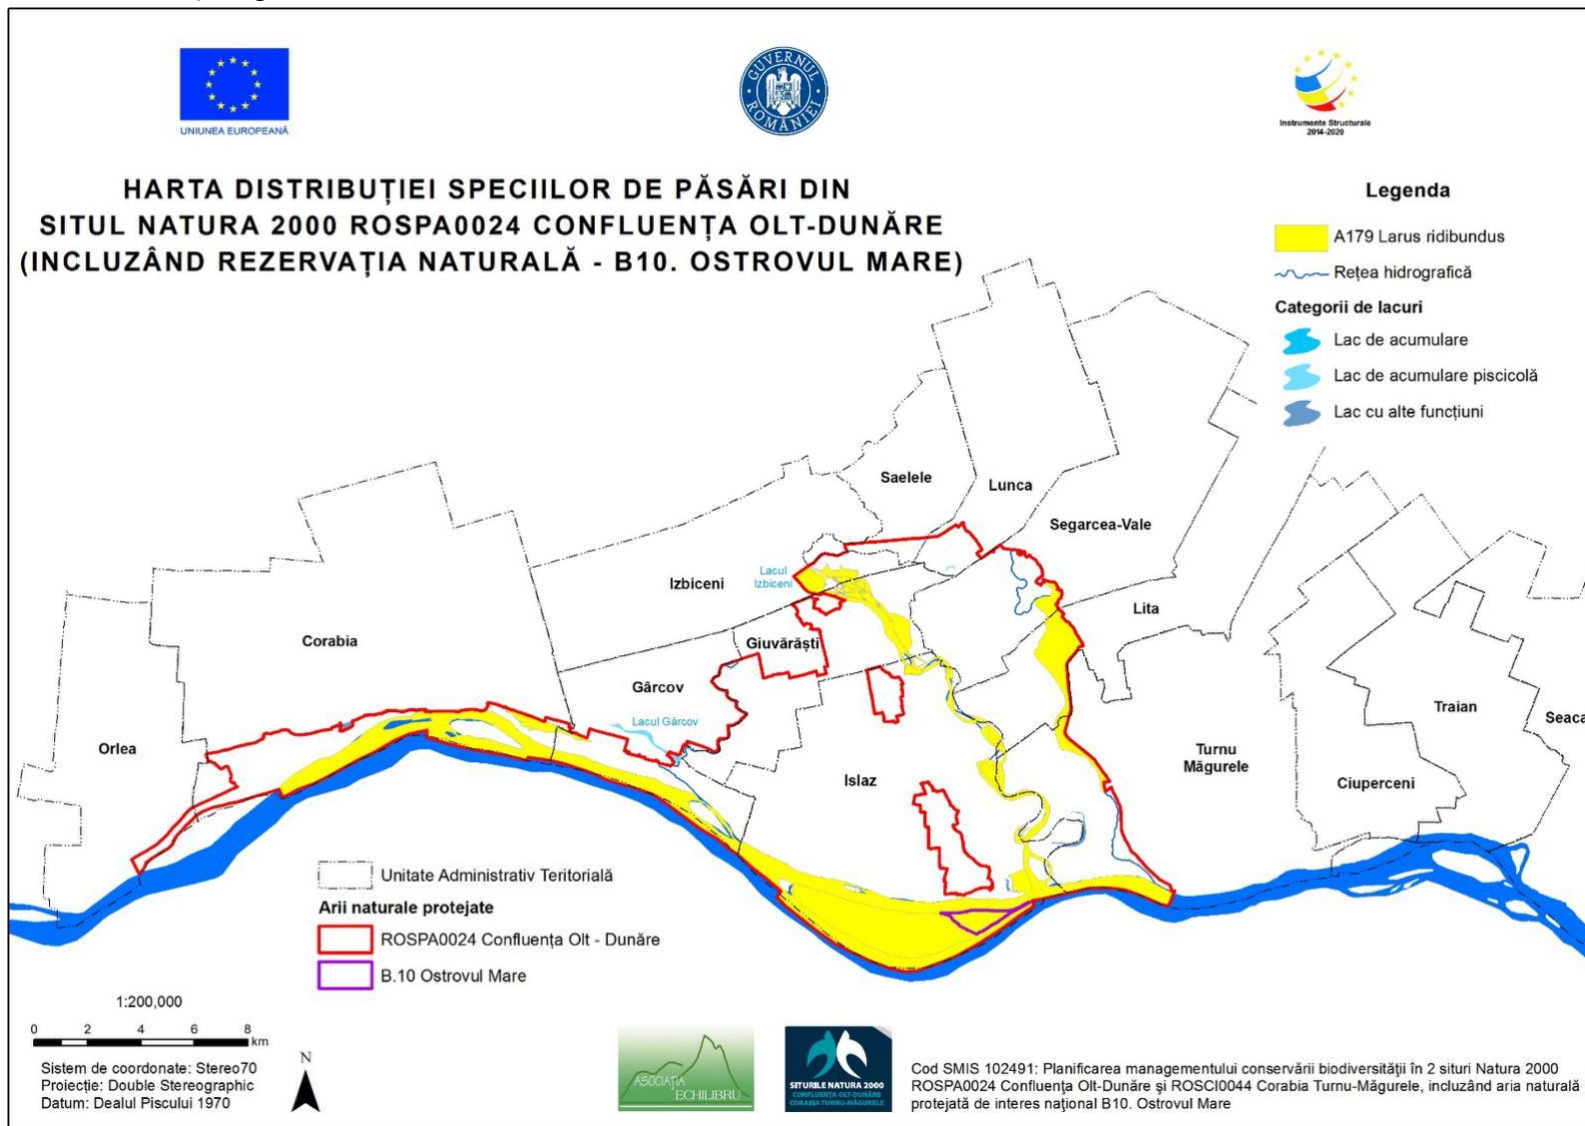 UNIUNEA EUROPEANĂ
GUVERNUL ROMÂNIEI
Instrumente Structurale
2014-2020
HARTA DISTRIBUȚIEI SPECIILOR DE PĂSĂRI DIN
SITUL NATURA 2000 ROSPA0024 CONFLUENȚA OLT-DUNĂRE
(INCLUZÂND REZERVAȚIA NATURALĂ - B10. OSTROVUL MARE)
Legenda
A179 Larus ridibundus
Rețea hidrografică
Categorii de lacuri
Lac de acumulare
Lac de acumulare piscicolă
Lac cu alte funcțiuni
Saelele
Lunca
Segarcea-Vale
Izbiceni
Lacul
Izbiceni
Lita
Corabia
Giuvărăști
Gârcov
Lacul Gârcov
Orlea
Islaz
Turnu
Măgurele
Traian
Seaca
Ciuperceni
Unitate Administrativ Teritorială
Arii naturale protejate
ROSPA0024 Confluența Olt - Dunăre
B.10 Ostrovul Mare
1:200,000
0 2 4 6 8
km
N
Sistem de coordonate: Stereo70
Proiecție: Double Stereographic
Datum: Dealul Piscului 1970
ASOCIAȚIA
ECHILIBRU
SITURILE NATURA 2000
CONFLUENȚA OLT-DUNĂRE
CORABIA TURNU-MĂGURELE
Cod SMIS 102491: Planificarea managementului conservării biodiversității în 2 situri Natura 2000
ROSPA0024 Confluența Olt-Dunăre și ROSCI0044 Corabia Turnu-Măgurele, incluzând aria naturală
protejată de interes național B10. Ostrovul Mare